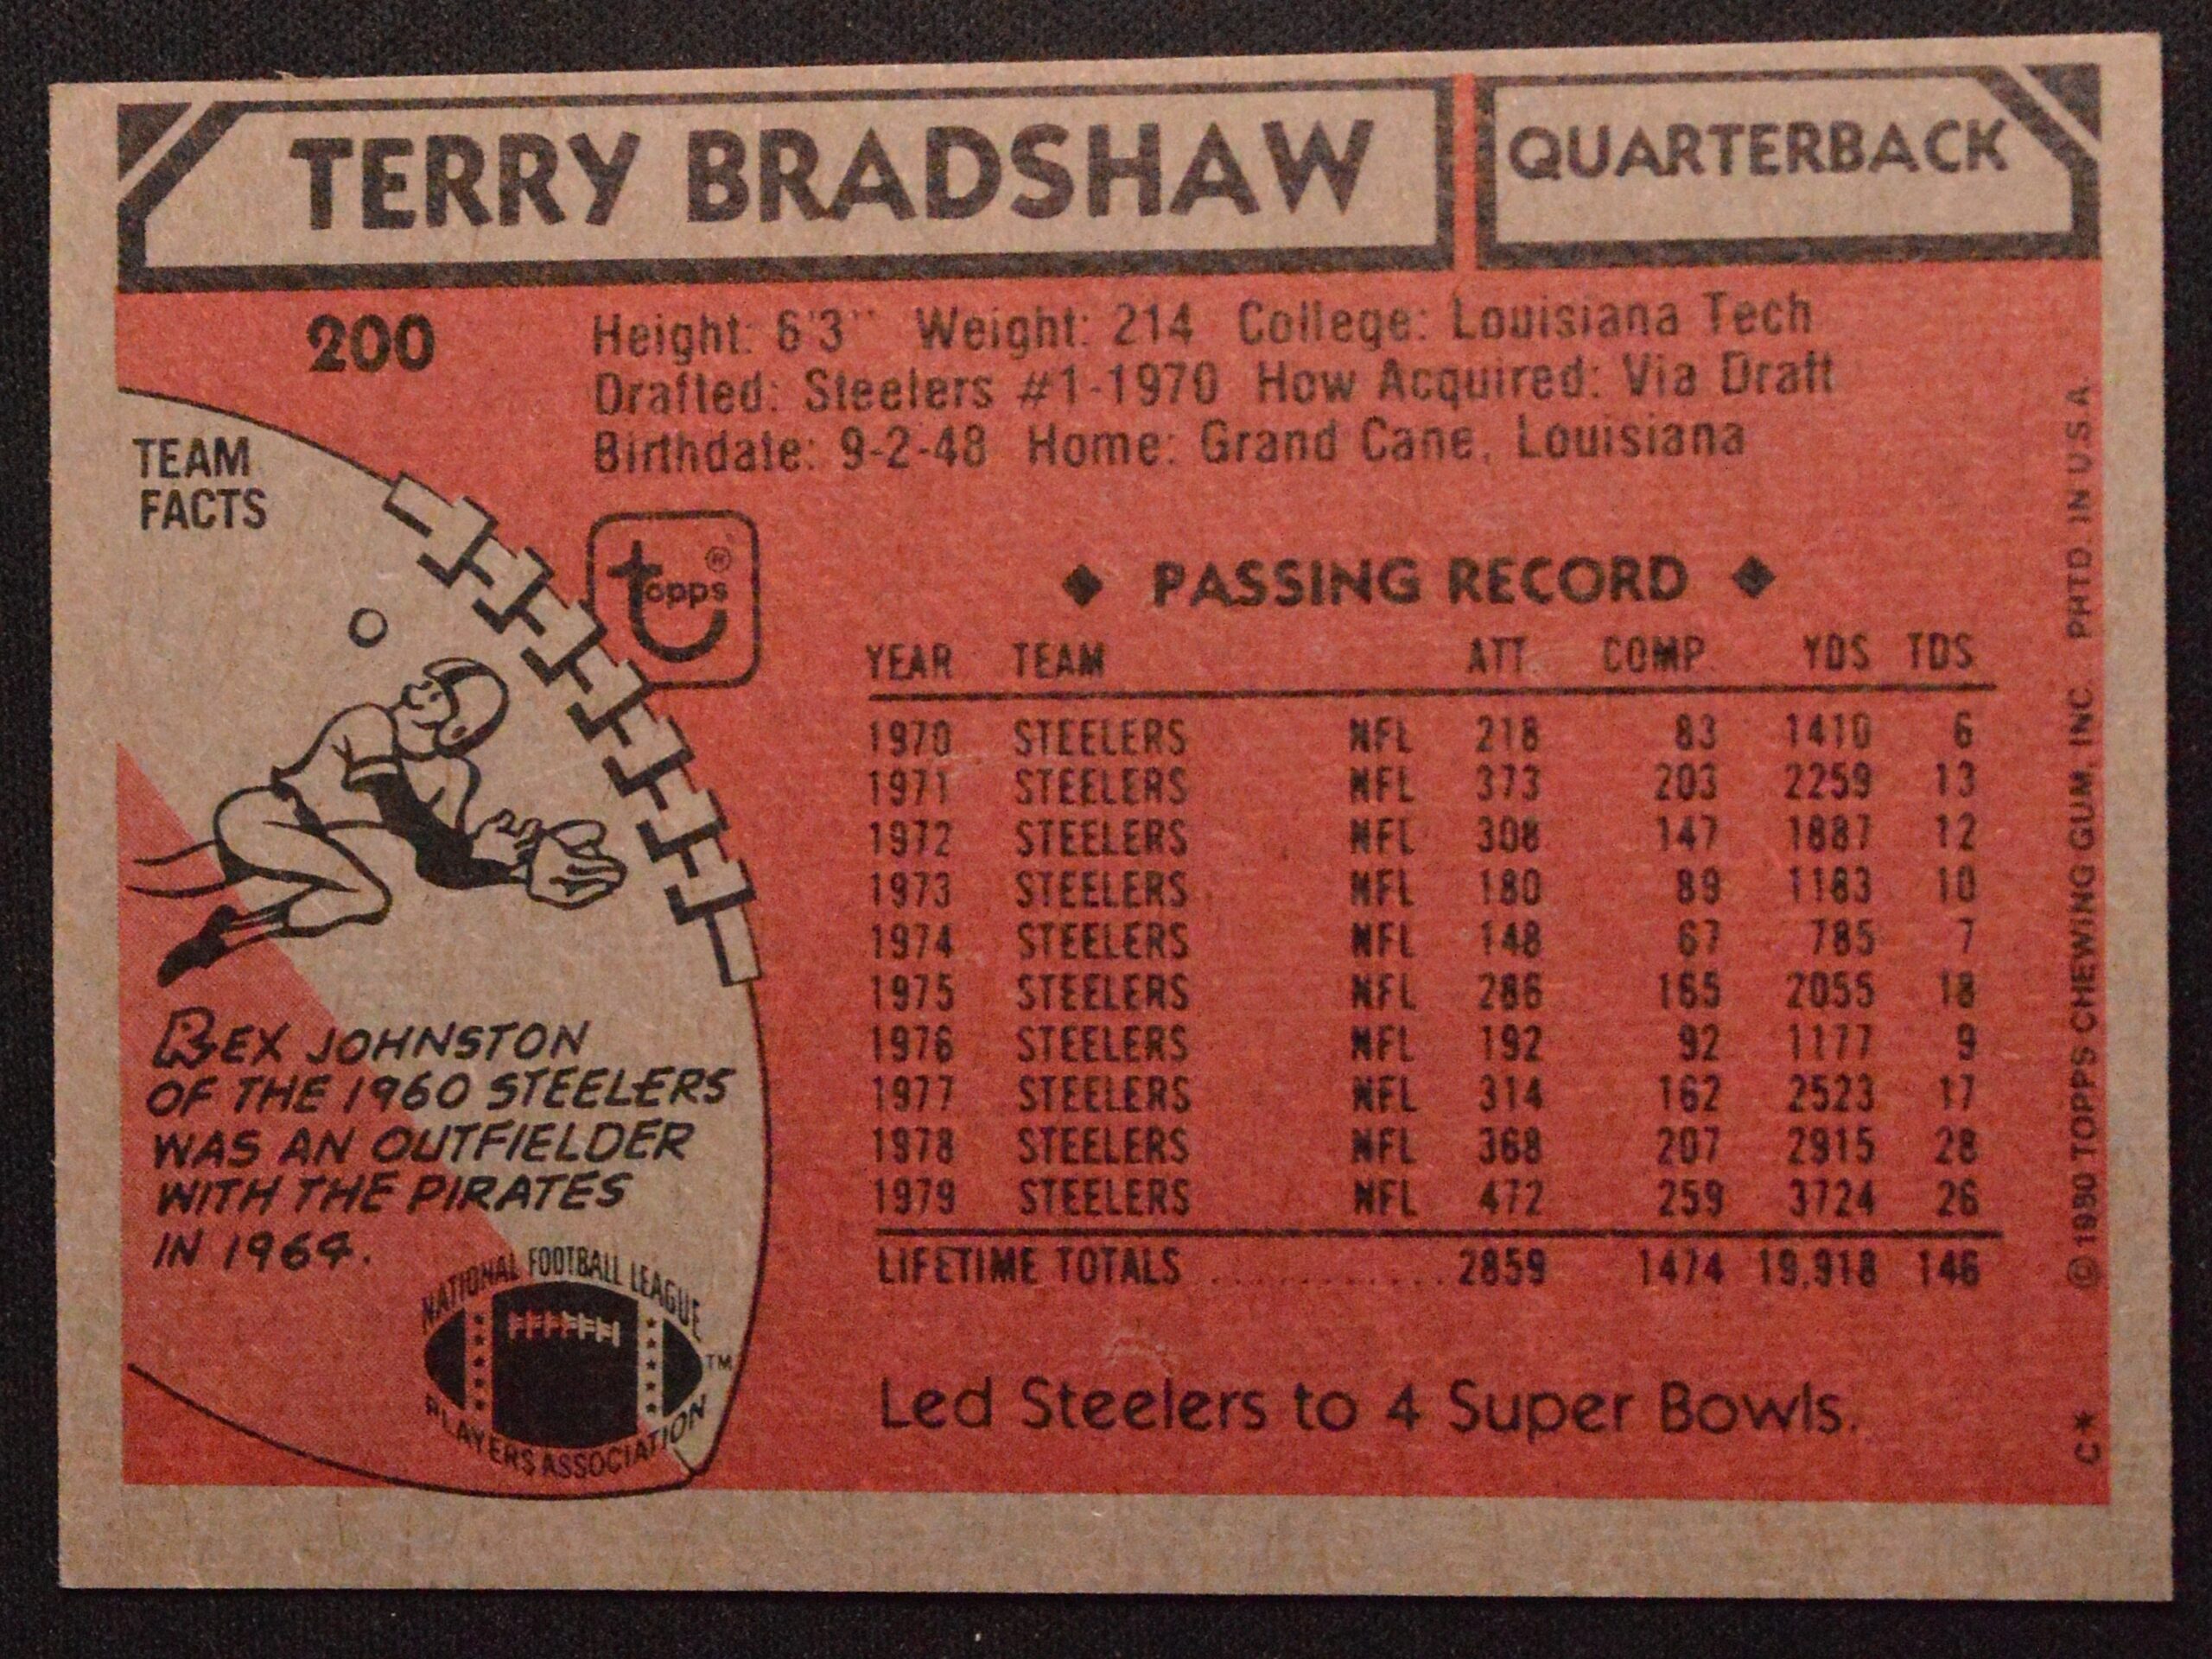 TERRY BRADSHAW
QUARTERBACK
200
Height: 6'3" Weight: 214 College: Louisiana Tech
Drafted: Steelers #1-1970 How Acquired: Via Draft
Birthdate: 9-2-48 Home: Grand Cane, Louisiana
TEAM
FACTS
topps ®
REX JOHNSTON
OF THE 1960 STEELERS
WAS AN OUTFIELDER
WITH THE PIRATES
IN 1964.
NATIONAL FOOTBALL LEAGUE
PLAYERS ASSOCIATION
TM
◆ PASSING RECORD ◆
YEAR TEAM ATT COMP. YDS TDS
1970 STEELERS NFL 218 83 1410 6
1971 STEELERS NFL 373 203 2259 13
1972 STEELERS NFL 308 147 1887 12
1973 STEELERS NFL 180 89 1183 10
1974 STEELERS NFL 148 67 785 7
1975 STEELERS NFL 286 165 2055 18
1976 STEELERS NFL 192 92 1177 9
1977 STEELERS NFL 314 162 2523 17
1978 STEELERS NFL 368 207 2915 28
1979 STEELERS NFL 472 259 3724 26
LIFETIME TOTALS ............ 2859 1474 19,918 146
Led Steelers to 4 Super Bowls.
C* © 1980 TOPPS CHEWING GUM, INC. PRTD. IN U.S.A.